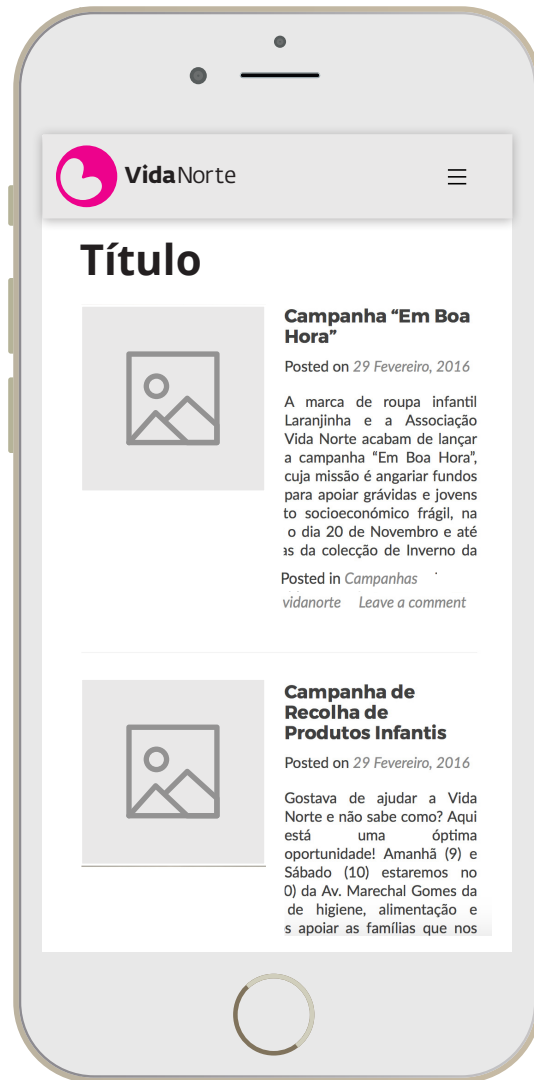 VidaNorte
Título
Campanha “Em Boa
Hora”
Posted on 29 Fevereiro, 2016
A marca de roupa infantil
Laranjinha e a Associação
Vida Norte acabam de lançar
a campanha “Em Boa Hora”,
cuja missão é angariar fundos
para apoiar grávidas e jovens
to socioeconómico frágil, na
o dia 20 de Novembro e até
as da colecção de Inverno da
Posted in Campanhas
vidanorte Leave a comment
Campanha de
Recolha de
Produtos Infantis
Posted on 29 Fevereiro, 2016
Gostava de ajudar a Vida
Norte e não sabe como? Aqui
está uma óptima
oportunidade! Amanhã (9) e
Sábado (10) estaremos no
0) da Av. Marechal Gomes da
de higiene, alimentação e
s apoiar as famílias que nos